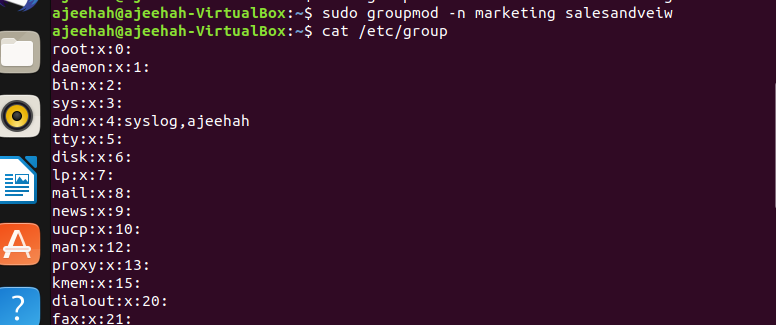 ajeehah@ajeehah-VirtualBox:~$ sudo groupmod -n marketing salesandveiw
ajeehah@ajeehah-VirtualBox:~$ cat /etc/group
root:x:0:
daemon:x:1:
bin:x:2:
sys:x:3:
adm:x:4:syslog,ajeehah
tty:x:5:
disk:x:6:
lp:x:7:
mail:x:8:
news:x:9:
uucp:x:10:
man:x:12:
proxy:x:13:
kmem:x:15:
dialout:x:20:
fax:x:21: